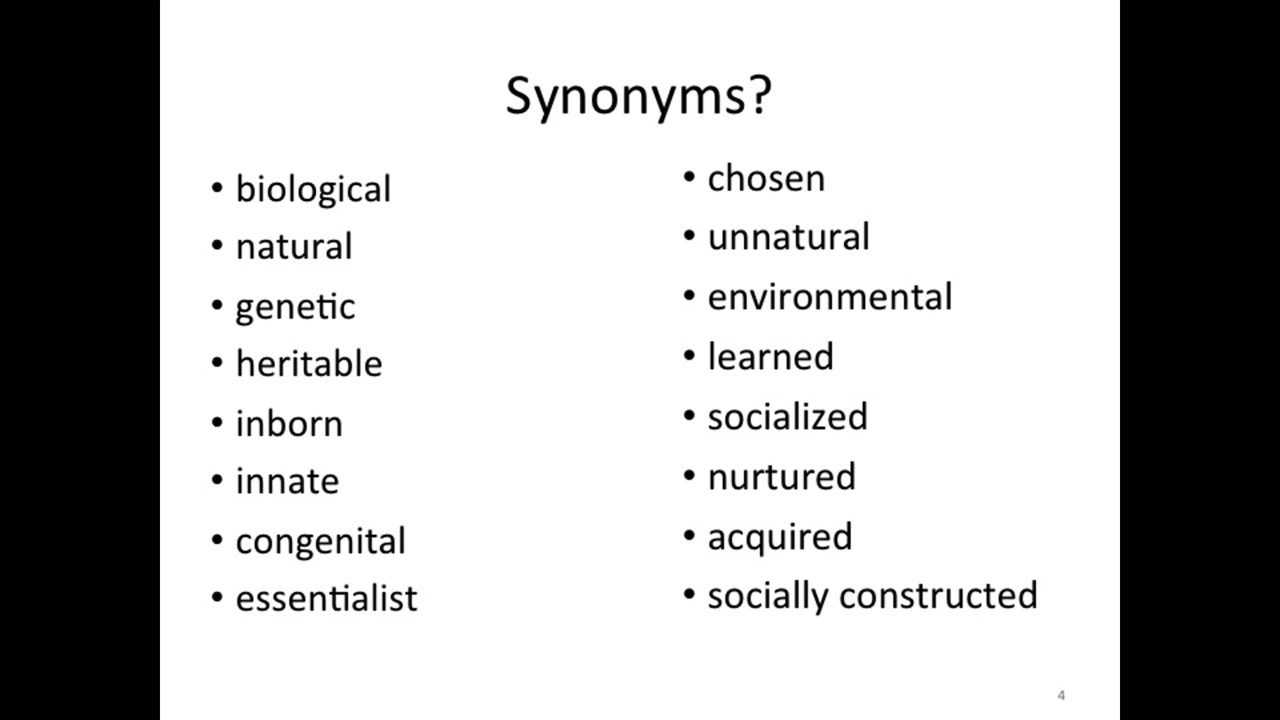 Synonyms?
• biological
• natural
• genetic
• heritable
• inborn
• innate
• congenital
• essentialist
• chosen
• unnatural
• environmental
• learned
• socialized
• nurtured
• acquired
• socially constructed
4